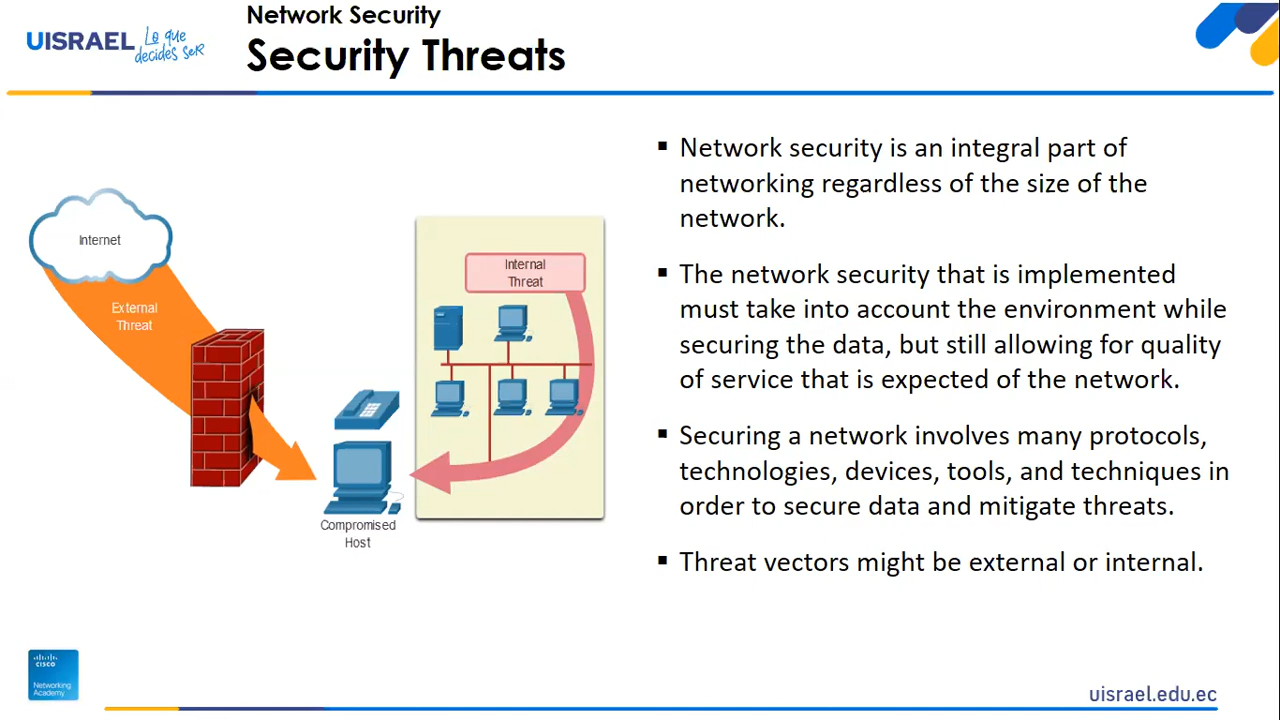 Network Security
UISRAEL Lo que
decides ser
Security Threats
▪ Network security is an integral part of
networking regardless of the size of the
network.
▪ The network security that is implemented
must take into account the environment while
securing the data, but still allowing for quality
of service that is expected of the network.
▪ Securing a network involves many protocols,
technologies, devices, tools, and techniques in
order to secure data and mitigate threats.
▪ Threat vectors might be external or internal.
Internet
External
Threat
Internal
Threat
Compromised
Host
CISCO
Networking
Academy
uisrael.edu.ec